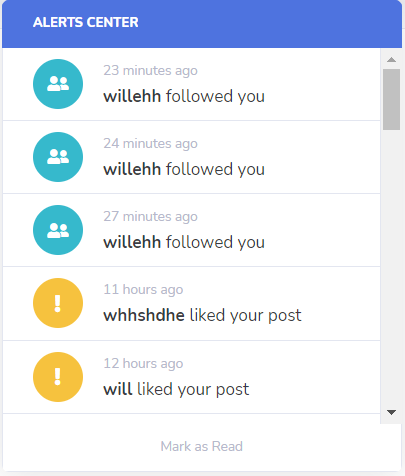 ALERTS CENTER
23 minutes ago
willehh followed you
24 minutes ago
willehh followed you
27 minutes ago
willehh followed you
11 hours ago
whhshdhe liked your post
12 hours ago
will liked your post
Mark as Read